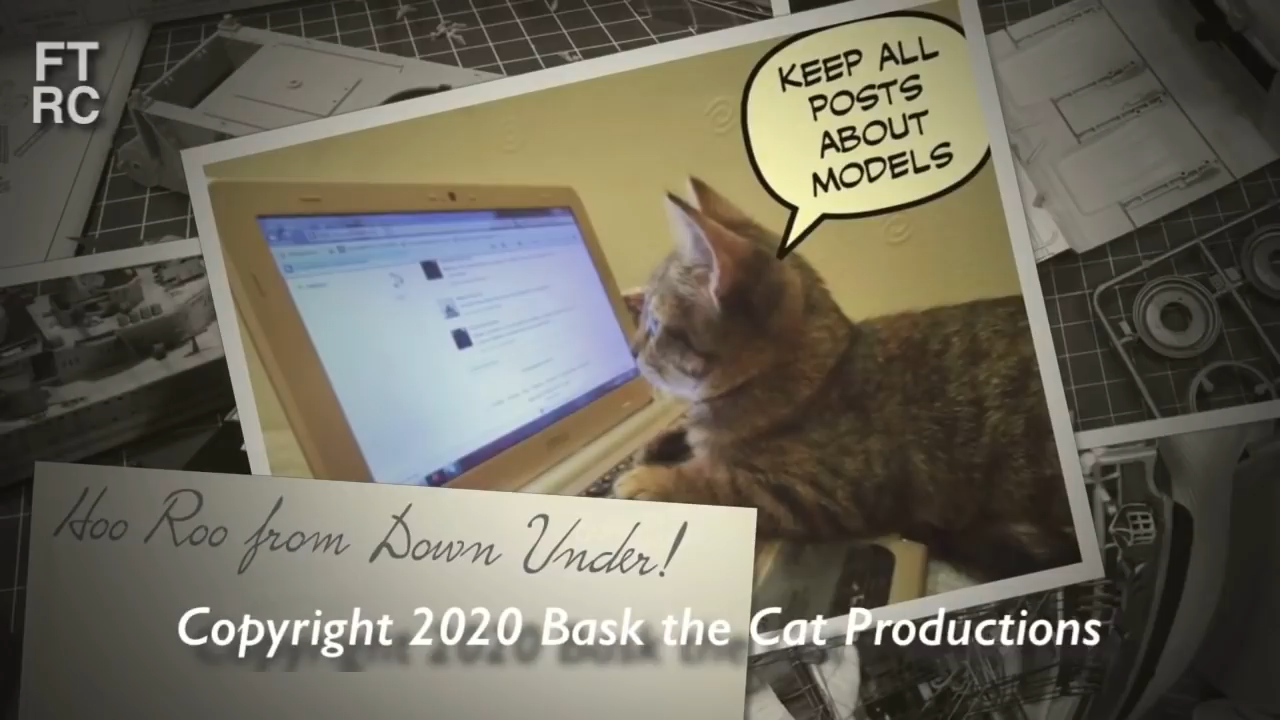 FT
RC
KEEP ALL
POSTS
ABOUT
MODELS
Hoo Roo from Down Under!
Copyright 2020 Bask the Cat Productions